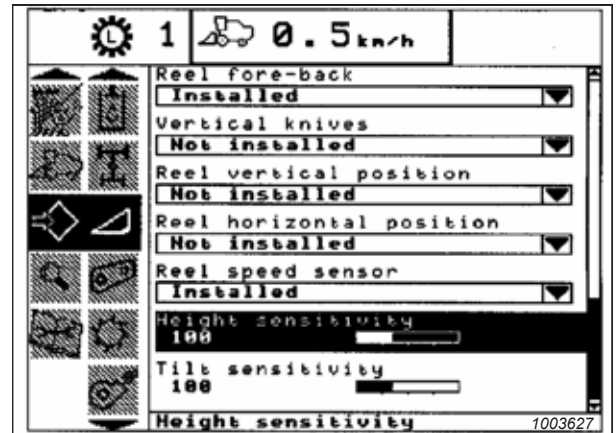 L 1 0.5km/h
Reel fore-back
Installed
Vertical knives
Not installed
Reel vertical position
Not installed
Reel horizontal position
Not installed
Reel speed sensor
Installed
Height sensitivity
100
Tilt sensitivity
100
Height sensitivity
1003627